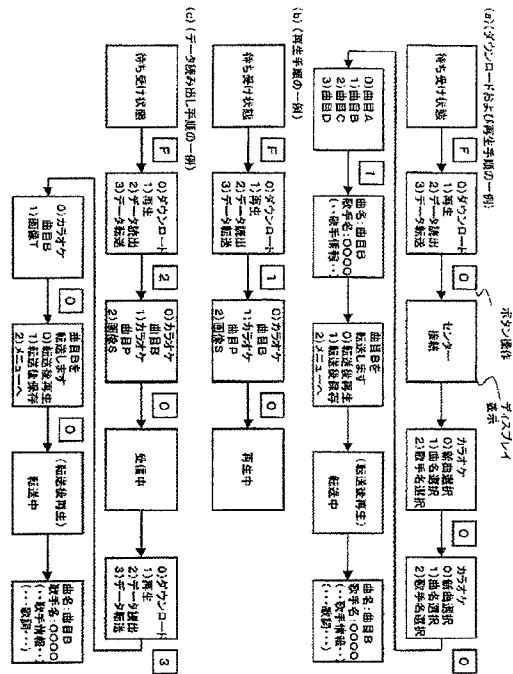 (a)(ダウンロードおよび再生手順の一例)
ボタン操作
ディスプレイ
表示
待ち受け状態
F
0)ダウンロード
1)再生
2)データ読出
3)データ転送
0
センター
接続
カラオケ
0)新曲選択
1)曲名選択
2)歌手名選択
0
カラオケ
0)新曲選択
1)曲名選択
2)歌手名選択
0
0)曲目A
1)曲目B
2)曲目C
3)曲目D
1
曲名:曲目B
歌手名:〇〇〇〇
(‥歌手情報‥)
曲目Bを
転送します
0)転送後再生
1)転送後保存
2)メニューへ
(転送後再生)
転送中
曲名:曲目B
歌手名:〇〇〇〇
(‥歌手情報‥)
(‥‥歌詞‥‥)
(b)(再生手順の一例)
待ち受け状態
F
0)ダウンロード
1)再生
2)データ読出
3)データ転送
1
0)カラオケ
曲目B
1)カラオケ
曲目P
2)画像S
0
再生中
(c)(データ読み出し手順の一例)
待ち受け状態
F
0)ダウンロード
1)再生
2)データ読出
3)データ転送
2
0)カラオケ
曲目B
1)カラオケ
曲目P
2)画像S
0
受信中
0)ダウンロード
1)再生
2)データ読出
3)データ転送
3
0)カラオケ
曲目B
1)画像T
0
曲目Bを
転送します
0)転送後再生
1)転送後保存
2)メニューへ
0
(転送後再生)
転送中
曲名:曲目B
歌手名:〇〇〇〇
(‥歌手情報‥)
(‥‥歌詞‥‥)